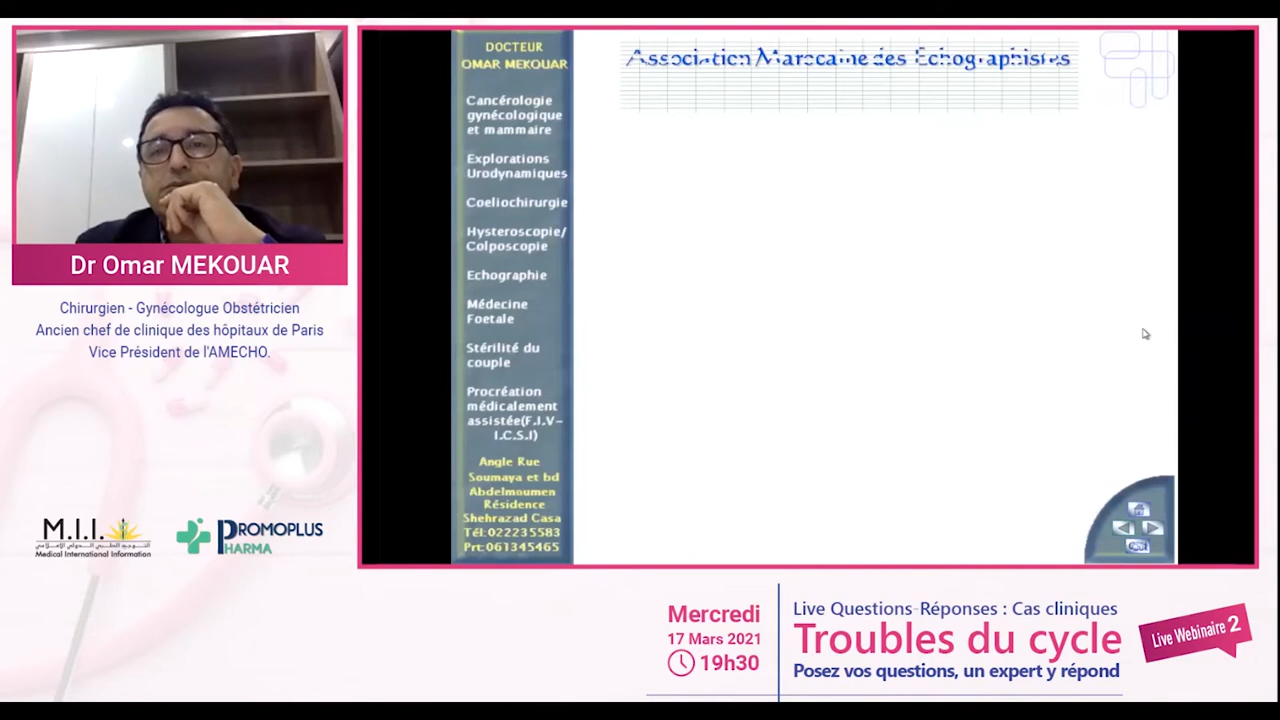 Dr Omar MEKOUAR
Chirurgien - Gynécologue Obstétricien
Ancien chef de clinique des hôpitaux de Paris
Vice Président de l'AMECHO.
M.I.I.
Medical International Information
PROMOPLUS
PHARMA
DOCTEUR
OMAR MEKOUAR
Cancérologie
gynécologique
et mammaire
Explorations
Urodynamiques
Coeliochirurgie
Hysteroscopie/
Colposcopie
Echographie
Médecine
Foetale
Stérilité du
couple
Procréation
médicalement
assistée(F.I.V-
I.C.S.I)
Angle Rue
Soumaya et bd
Abdelmoumen
Résidence
Shehrazad Casa
Tél:022235583
Prt:061345465
Association Marocaine des Echographistes
Mercredi
17 Mars 2021
19h30
Live Questions-Réponses : Cas cliniques
Troubles du cycle
Posez vos questions, un expert y répond
Live Webinaire 2